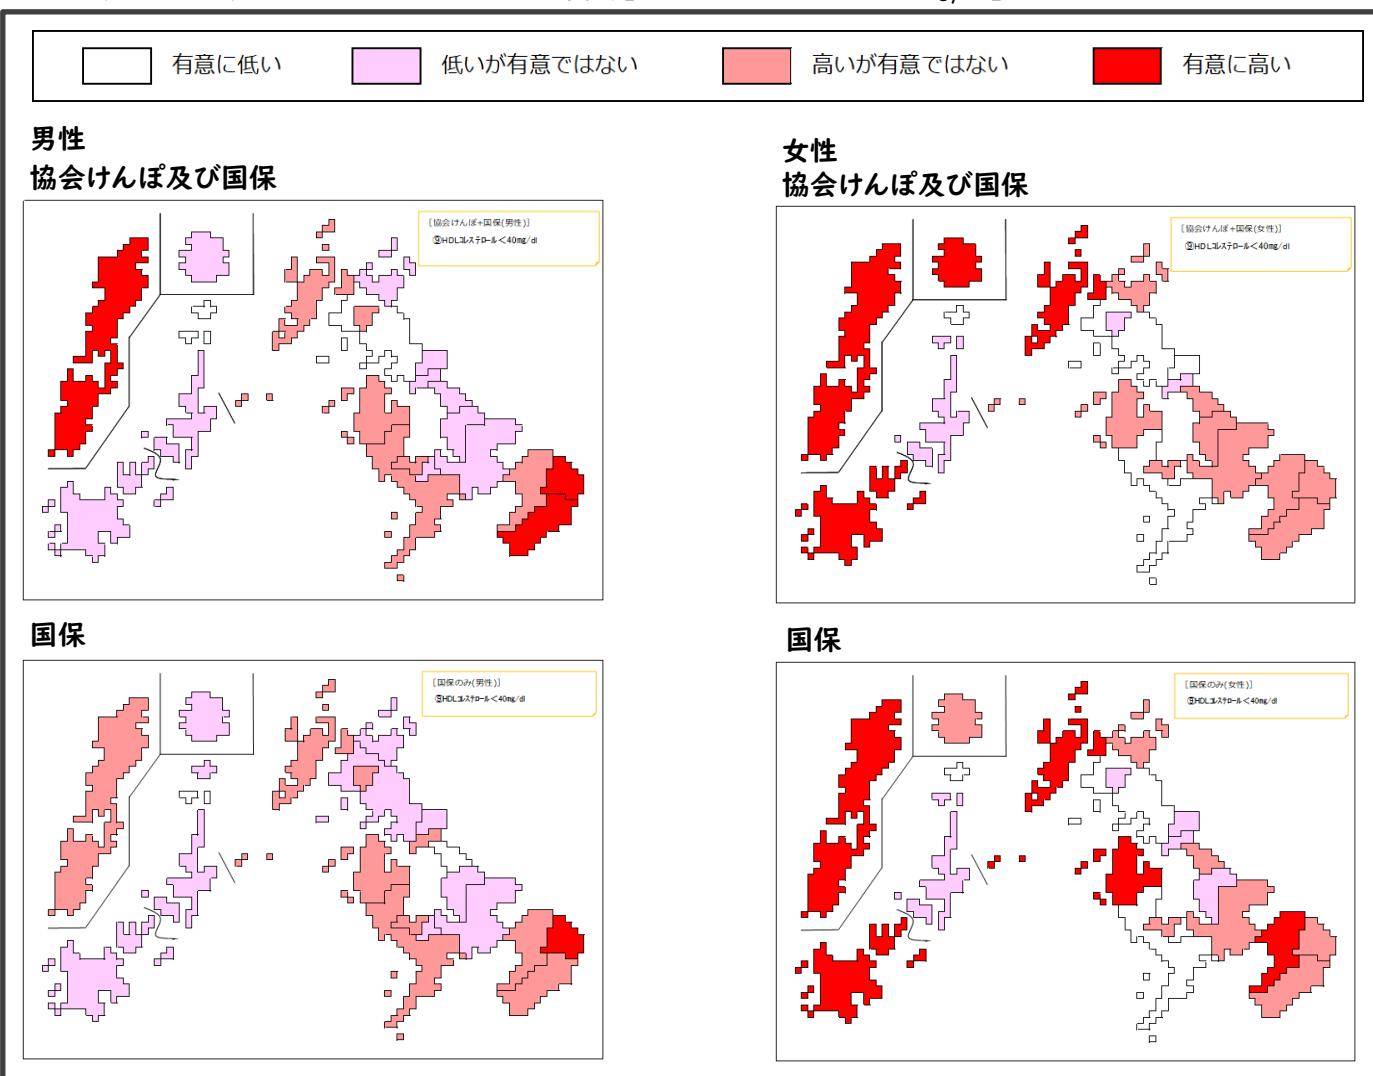 有意に低い
低いが有意ではない
高いが有意ではない
有意に高い
男性
協会けんぽ及び国保
[協会けんぽ+国保(男性)]
⑨HDLコレステロール<40mg/dl
女性
協会けんぽ及び国保
[協会けんぽ+国保(女性)]
⑨HDLコレステロール<40mg/dl
国保
[国保のみ(男性)]
⑨HDLコレステロール<40mg/dl
国保
[国保のみ(女性)]
⑨HDLコレステロール<40mg/dl